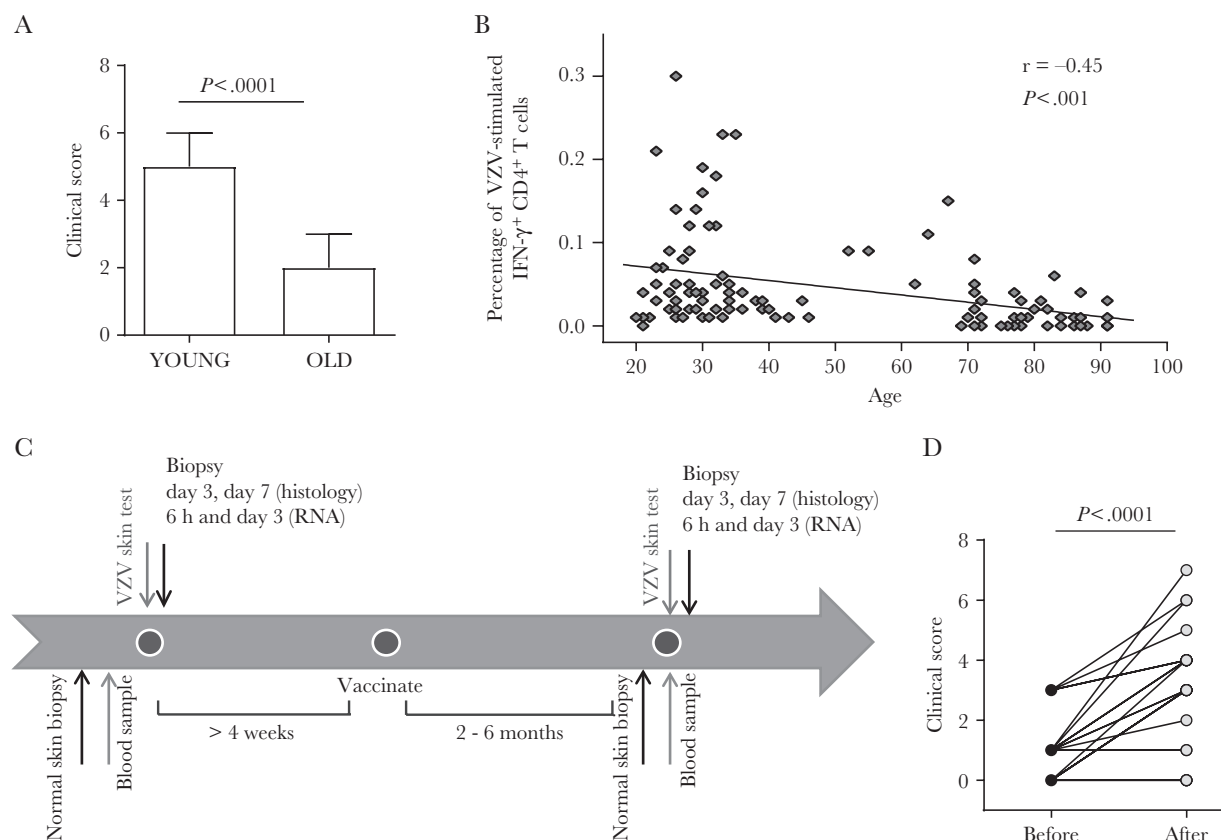 A
8
6
4
2
0
Clinical score
P<.0001
YOUNG
OLD
B
0.3
0.2
0.1
0.0
Percentage of VZV-stimulated
IFN-γ+ CD4+ T cells
r = –0.45
P<.001
20
30
40
50
60
70
80
90
100
Age
C
VZV skin test
Biopsy
day 3, day 7 (histology)
6 h and day 3 (RNA)
VZV skin test
Biopsy
day 3, day 7 (histology)
6 h and day 3 (RNA)
Normal skin biopsy
Blood sample
Vaccinate
> 4 weeks
2 - 6 months
Normal skin biopsy
Blood sample
D
P<.0001
8
6
4
2
0
Clinical score
Before
After